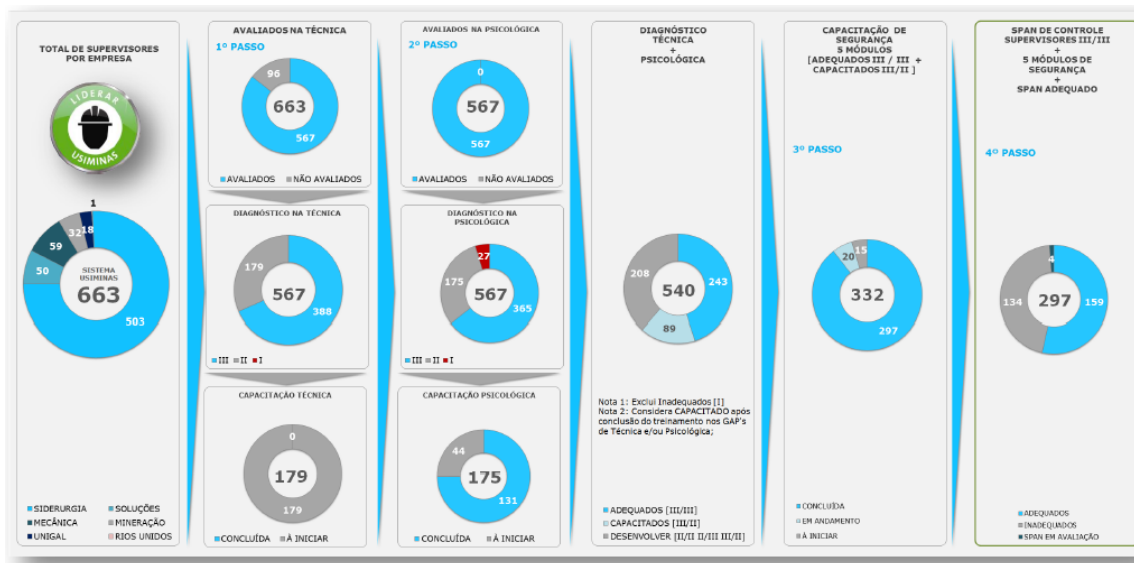 TOTAL DE SUPERVISORES
POR EMPRESA
LIDERAR
USIMINAS
1
32
18
59
50
SISTEMA
USIMINAS
663
503
SIDERURGIA
SOLUÇÕES
MECÂNICA
MINERAÇÃO
UNIGAL
RIOS UNIDOS
AVALIADOS NA TÉCNICA
1º PASSO
96
663
567
AVALIADOS
NÃO AVALIADOS
DIAGNÓSTICO NA TÉCNICA
179
567
388
III
II
I
CAPACITAÇÃO TÉCNICA
0
179
179
CONCLUÍDA
À INICIAR
AVALIADOS NA PSICOLÓGICA
2º PASSO
0
567
567
AVALIADOS
NÃO AVALIADOS
DIAGNÓSTICO NA
PSICOLÓGICA
27
175
567
365
III
II
I
CAPACITAÇÃO PSICOLÓGICA
44
175
131
CONCLUÍDA
À INICIAR
DIAGNÓSTICO
TÉCNICA
+
PSICOLÓGICA
208
540
243
89
Nota 1: Exclui Inadequados [I]
Nota 2: Considera CAPACITADO após
conclusão do treinamento nos GAP's
de Técnica e/ou Psicológica;
ADEQUADOS [III/III]
CAPACITADOS [III/II]
DESENVOLVER [II/II II/III III/II]
CAPACITAÇÃO DE
SEGURANÇA
5 MÓDULOS
[ADEQUADOS III / III +
CAPACITADOS III/II ]
3º PASSO
15
20
332
297
CONCLUÍDA
EM ANDAMENTO
À INICIAR
SPAN DE CONTROLE
SUPERVISORES III/III
+
5 MÓDULOS DE
SEGURANÇA
+
SPAN ADEQUADO
4º PASSO
4
134
297
159
ADEQUADOS
INADEQUADOS
SPAN EM AVALIAÇÃO